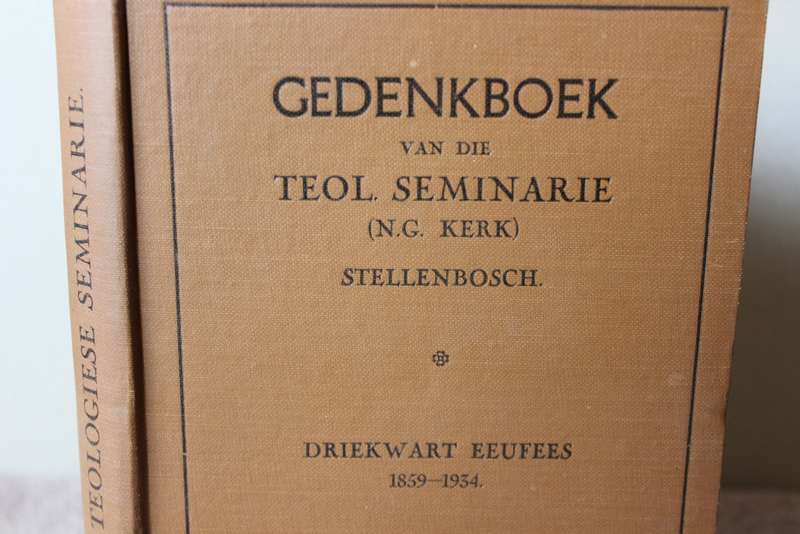 TEOLOGIESE SEMINARIE.
GEDENKBOEK
VAN DIE
TEOL. SEMINARIE
(N.G. KERK)
STELLENBOSCH.
DRIEKWART EEUFEES
1859—1934.